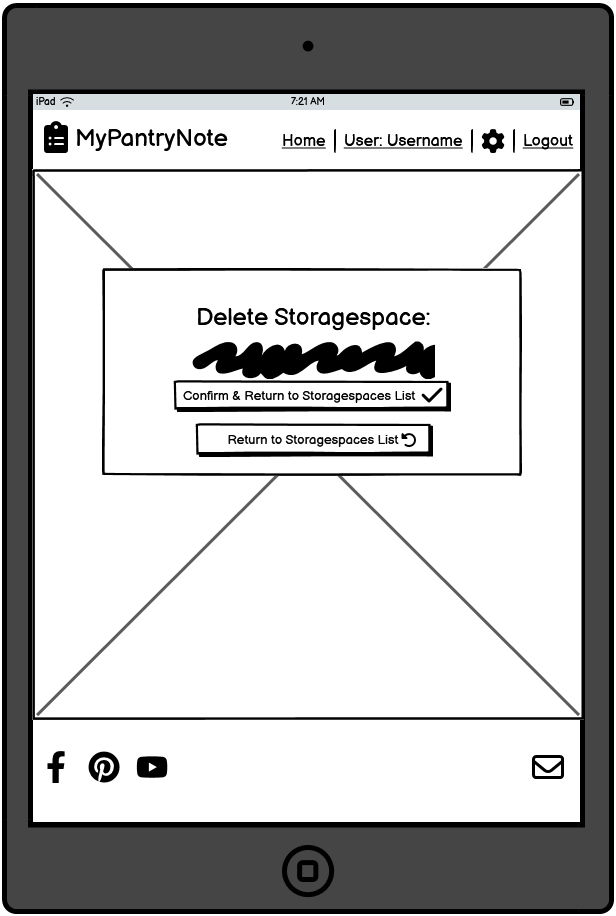 iPad 7:21 AM
MyPantryNote Home User: Username Logout
Delete Storagespace:
Confirm & Return to Storagespaces List
Return to Storagespaces List